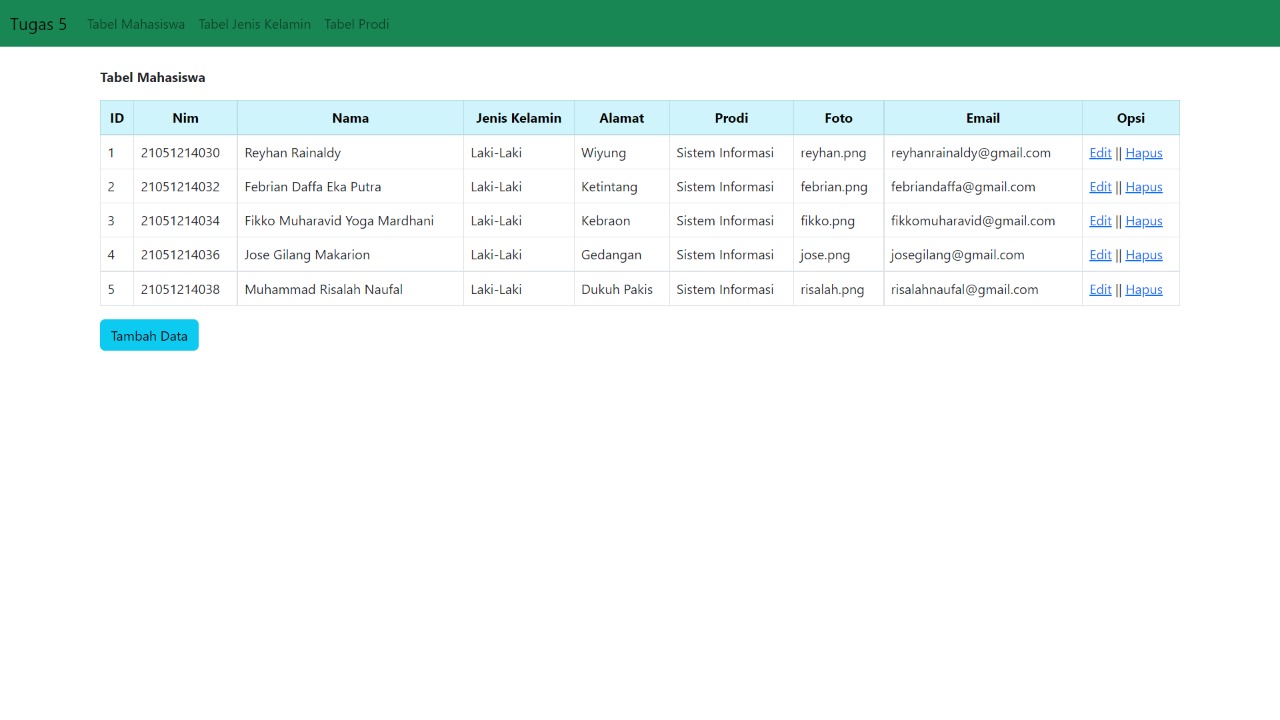 Tugas 5 Tabel Mahasiswa Tabel Jenis Kelamin Tabel Prodi
Tabel Mahasiswa
ID Nim Nama Jenis Kelamin Alamat Prodi Foto Email Opsi
1 21051214030 Reyhan Rainaldy Laki-Laki Wiyung Sistem Informasi reyhan.png reyhanrainaldy@gmail.com Edit || Hapus
2 21051214032 Febrian Daffa Eka Putra Laki-Laki Ketintang Sistem Informasi febrian.png febriandaffa@gmail.com Edit || Hapus
3 21051214034 Fikko Muharavid Yoga Mardhani Laki-Laki Kebraon Sistem Informasi fikko.png fikkomuharavid@gmail.com Edit || Hapus
4 21051214036 Jose Gilang Makarion Laki-Laki Gedangan Sistem Informasi jose.png josegilang@gmail.com Edit || Hapus
5 21051214038 Muhammad Risalah Naufal Laki-Laki Dukuh Pakis Sistem Informasi risalah.png risalahnaufal@gmail.com Edit || Hapus
Tambah Data